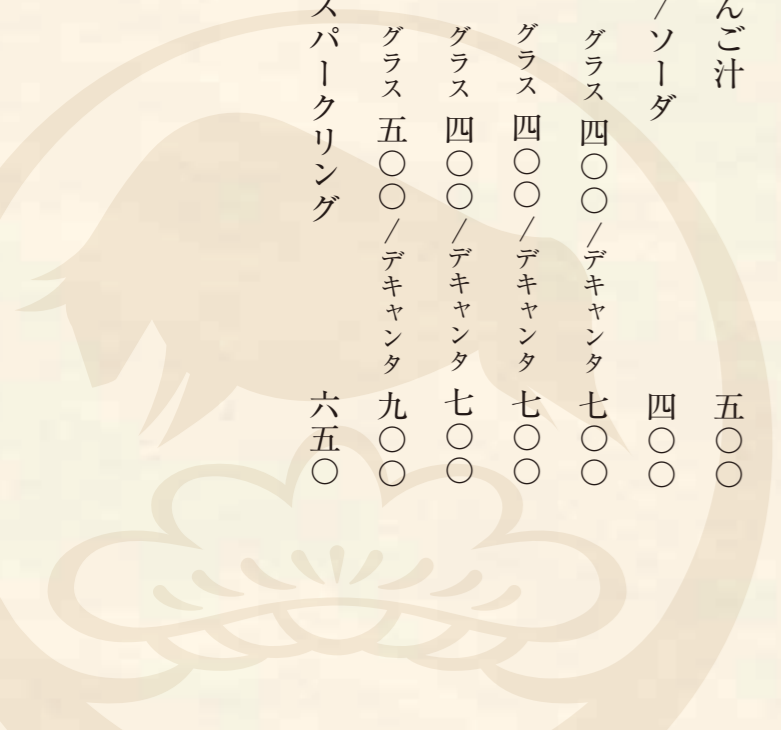 んご汁 五〇〇
/ソーダ 四〇〇
グラス 四〇〇/デキャンタ 七〇〇
グラス 四〇〇/デキャンタ 七〇〇
グラス 四〇〇/デキャンタ 七〇〇
グラス 五〇〇/デキャンタ 九〇〇
スパークリング 六五〇